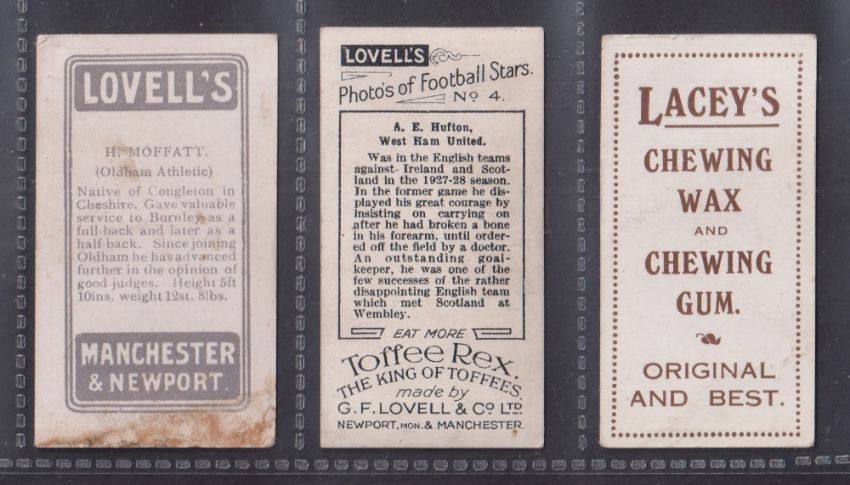 LOVELL'S
H. MOFFATT.
(Oldham Athletic)
Native of Congleton in
Cheshire. Gave valuable
service to Burnley as a
full-back and later as a
half-back. Since joining
Oldham he has advanced
further in the opinion of
good judges. Height 5ft
10ins. weight 12st. 8lbs.
MANCHESTER
& NEWPORT.
LOVELL'S
Photo's of Football Stars.
No 4.
A. E. Hufton,
West Ham United.
Was in the English teams
against Ireland and Scot-
land in the 1927-28 season.
In the former game he dis-
played his great courage by
insisting on carrying on
after he had broken a bone
in his forearm, until order-
ed off the field by a doctor.
An outstanding goal-
keeper, he was one of the
few successes of the rather
disappointing English team
which met Scotland at
Wembley.
EAT MORE
Toffee Rex.
THE KING OF TOFFEES.
made by
G. F. LOVELL & Co LTD
NEWPORT, MON. & MANCHESTER.
LACEY'S
CHEWING
WAX
AND
CHEWING
GUM.
ORIGINAL
AND BEST.